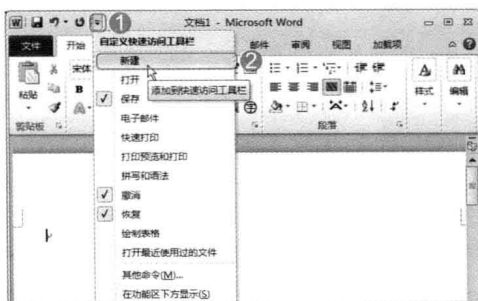 W
1
文档1 - Microsoft Word
文件
开始
邮件
审阅
视图
加载项
自定义快速访问工具栏
新建
2
打开
添加到快速访问工具栏
保存
电子邮件
快速打印
打印预览和打印
拼写和语法
撤消
恢复
绘制表格
打开最近使用过的文件
其他命令(M)...
在功能区下方显示(S)
粘贴
宋体
B
剪贴板
段落
样式
编辑